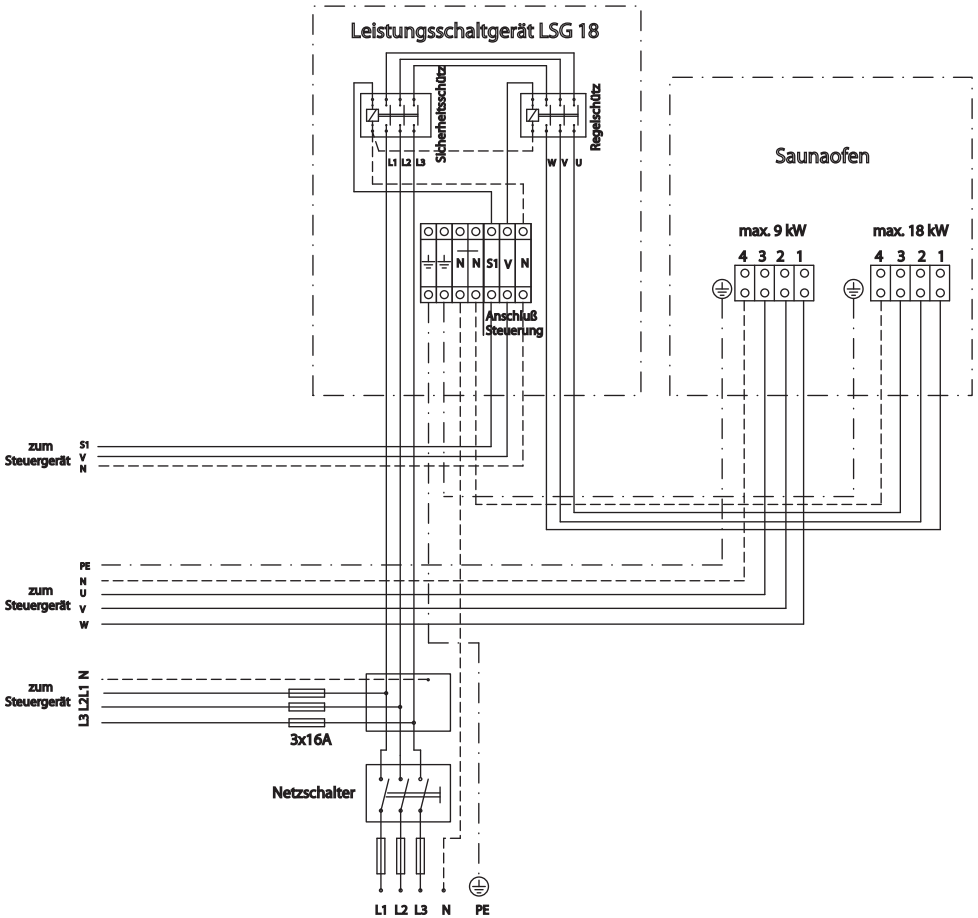 Leistungsschaltgerät LSG 18
Sicherheitsschütz
Regelschütz
L1 L2 L3
W V U
Saunaofen
max. 9 kW
max. 18 kW
4 3 2 1
4 3 2 1
N N S1 V N
Anschluß
Steuerung
zum
Steuergerät
S1
V
N
zum
Steuergerät
PE
N
U
V
W
zum
Steuergerät
N
L1
L2
L3
3x16A
Netzschalter
L1 L2 L3 N PE